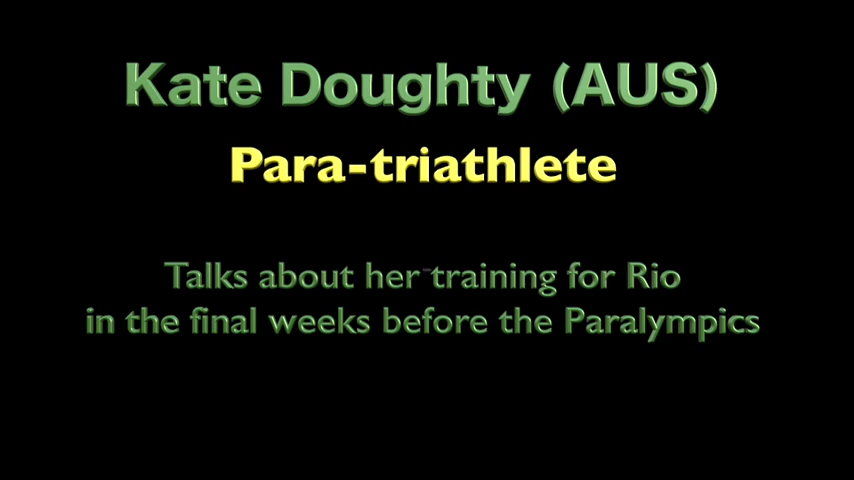 Kate Doughty (AUS)
Para-triathlete
Talks about her training for Rio
in the final weeks before the Paralympics